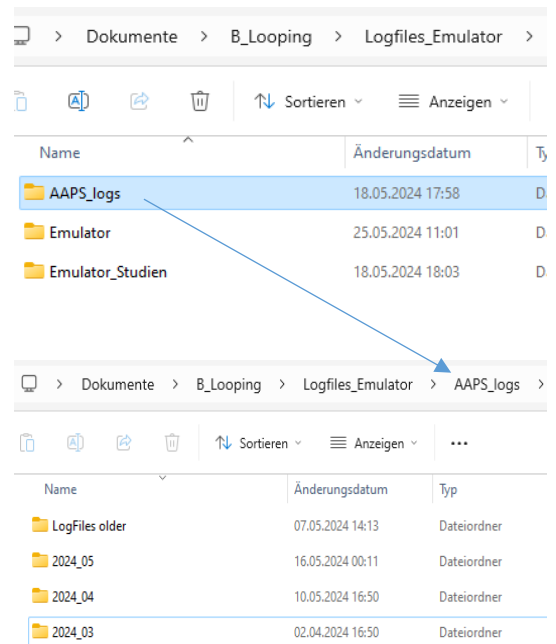 > Dokumente > B_Looping > Logfiles_Emulator >
Sortieren Anzeigen
Name Änderungsdatum
AAPS_logs 18.05.2024 17:58
Emulator 25.05.2024 11:01
Emulator_Studien 18.05.2024 18:03
> Dokumente > B_Looping > Logfiles_Emulator > AAPS_logs >
Sortieren Anzeigen ...
Name Änderungsdatum Typ
LogFiles older 07.05.2024 14:13 Dateiordner
2024_05 16.05.2024 00:11 Dateiordner
2024_04 10.05.2024 16:50 Dateiordner
2024_03 02.04.2024 16:50 Dateiordner